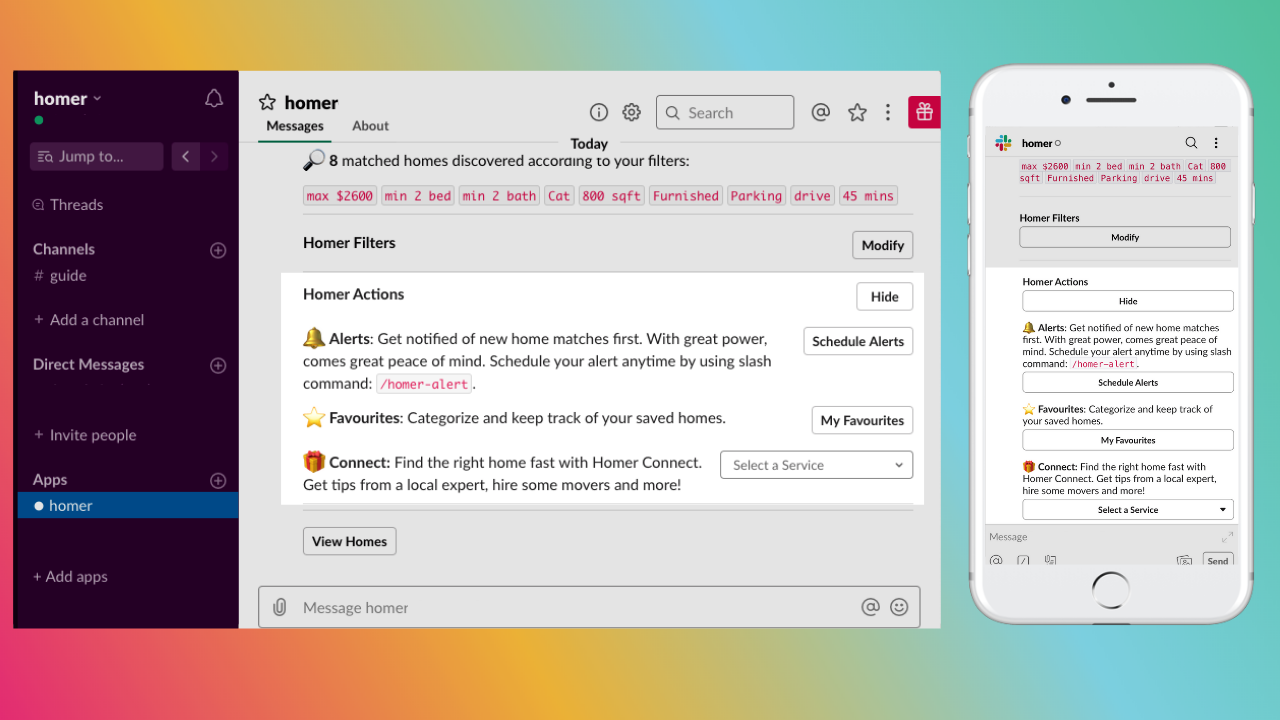 homer
Jump to...
Threads
Channels
# guide
+ Add a channel
Direct Messages
+ Invite people
Apps
homer
+ Add apps
homer
Messages About
Search
Today
8 matched homes discovered according to your filters:
max $2600 min 2 bed min 2 bath Cat 800 sqft Furnished Parking drive 45 mins
Homer Filters
Modify
Homer Actions
Hide
Alerts: Get notified of new home matches first. With great power,
comes great peace of mind. Schedule your alert anytime by using slash
command: /homer-alert.
Schedule Alerts
Favourites: Categorize and keep track of your saved homes.
My Favourites
Connect: Find the right home fast with Homer Connect.
Get tips from a local expert, hire some movers and more!
Select a Service
View Homes
Message homer
homer
max $2600 min 2 bed min 2 bath Cat 800
sqft Furnished Parking drive 45 mins
Homer Filters
Modify
Homer Actions
Hide
Alerts: Get notified of new home matches
first. With great power, comes great peace of
mind. Schedule your alert anytime by using slash
command: /homer-alert.
Schedule Alerts
Favourites: Categorize and keep track of
your saved homes.
My Favourites
Connect: Find the right home fast with
Homer Connect. Get tips from a local expert,
hire some movers and more!
Select a Service
Message
Send